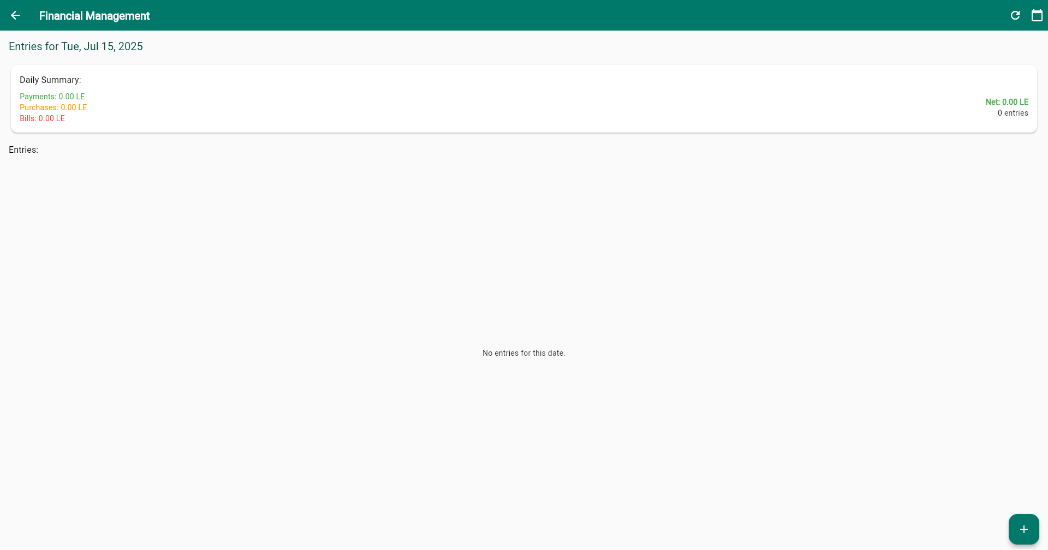 Financial Management
Entries for Tue, Jul 15, 2025
Daily Summary:
Payments: 0.00 LE
Purchases: 0.00 LE
Bills: 0.00 LE
Net: 0.00 LE
0 entries
Entries:
No entries for this date.